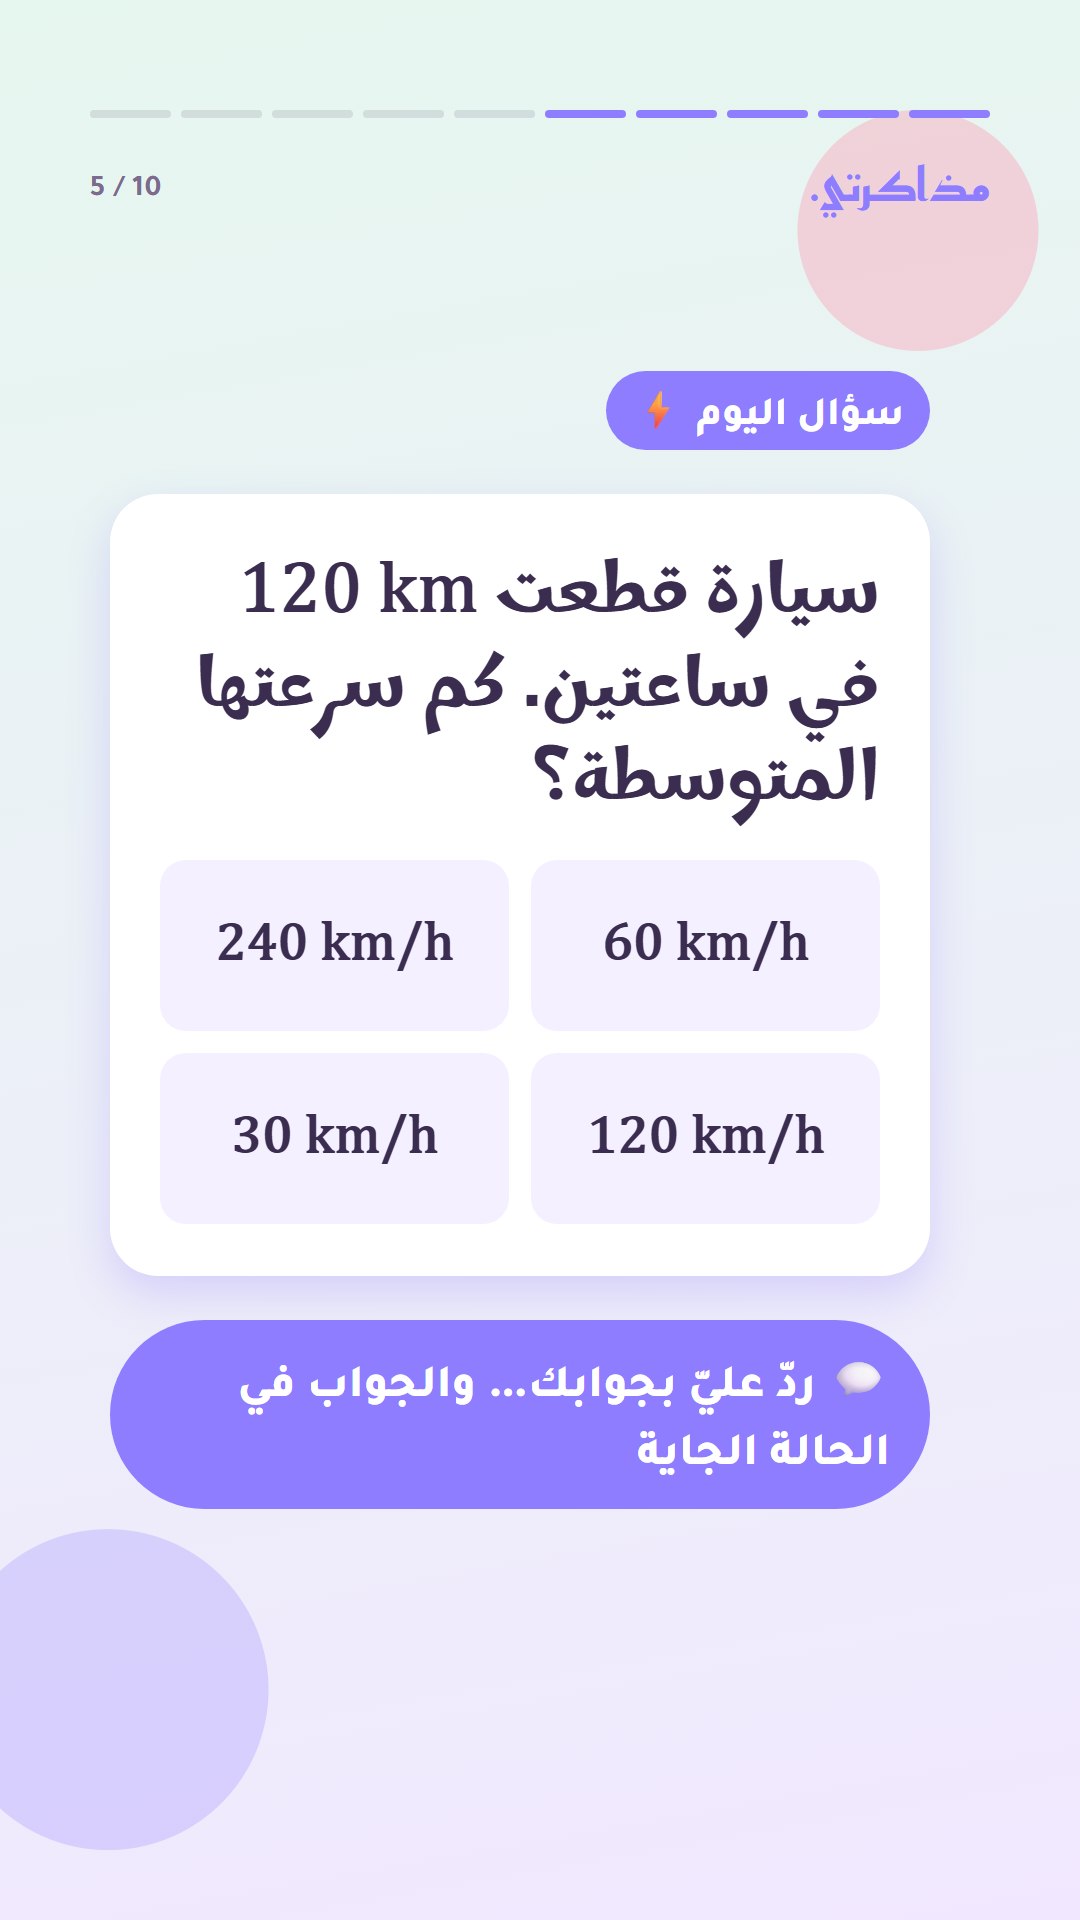 5 / 10
مذاكرتي.
سؤال اليوم ⚡
سيارة قطعت 120 km
في ساعتين. كم سرعتها
المتوسطة؟
60 km/h
240 km/h
120 km/h
30 km/h
💬 ردّ عليّ بجوابك... والجواب في
الحالة الجاية